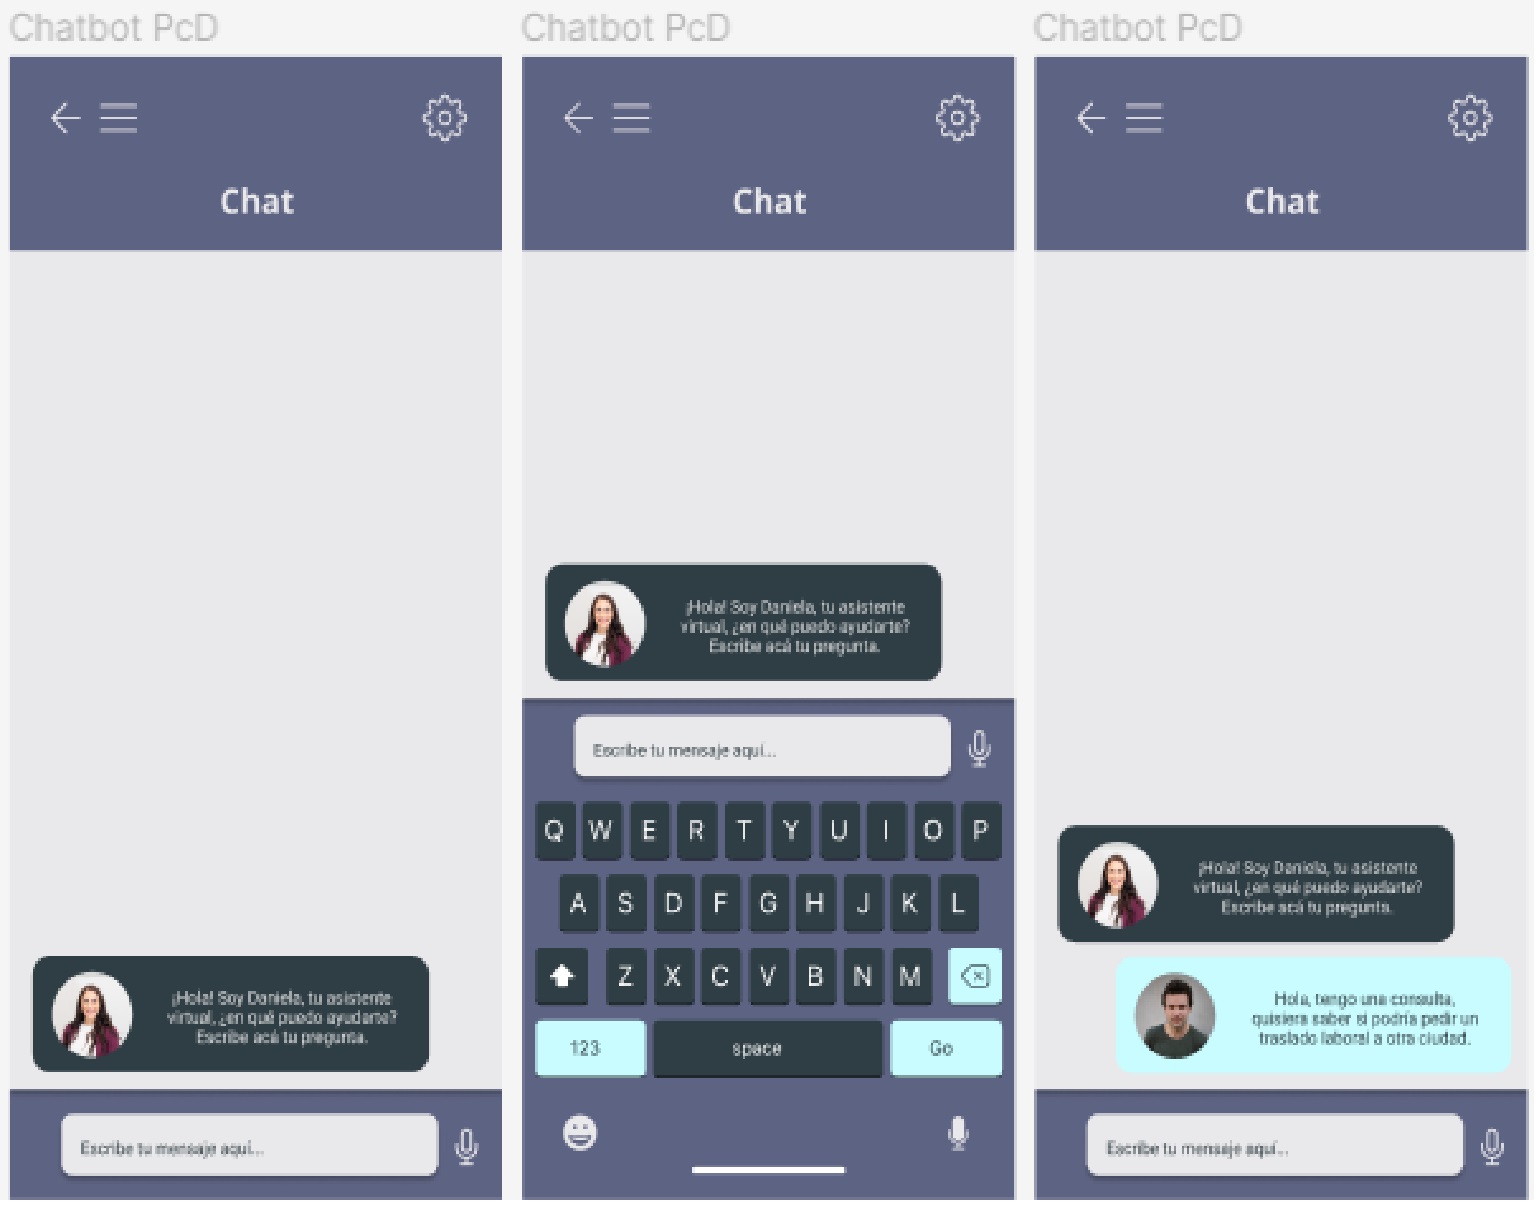 Chatbot PcD
Chat
¡Hola! Soy Daniela, tu asistente
virtual, ¿en qué puedo ayudarte?
Escribe acá tu pregunta.
Escribe tu mensaje aquí...
Chatbot PcD
Chat
¡Hola! Soy Daniela, tu asistente
virtual, ¿en qué puedo ayudarte?
Escribe acá tu pregunta.
Escribe tu mensaje aquí...
Q W E R T Y U I O P
A S D F G H J K L
Z X C V B N M
123 space Go
Chatbot PcD
Chat
¡Hola! Soy Daniela, tu asistente
virtual, ¿en qué puedo ayudarte?
Escribe acá tu pregunta.
Hola, tengo una consulta,
quisiera saber si podría pedir un
traslado laboral a otra ciudad.
Escribe tu mensaje aquí...